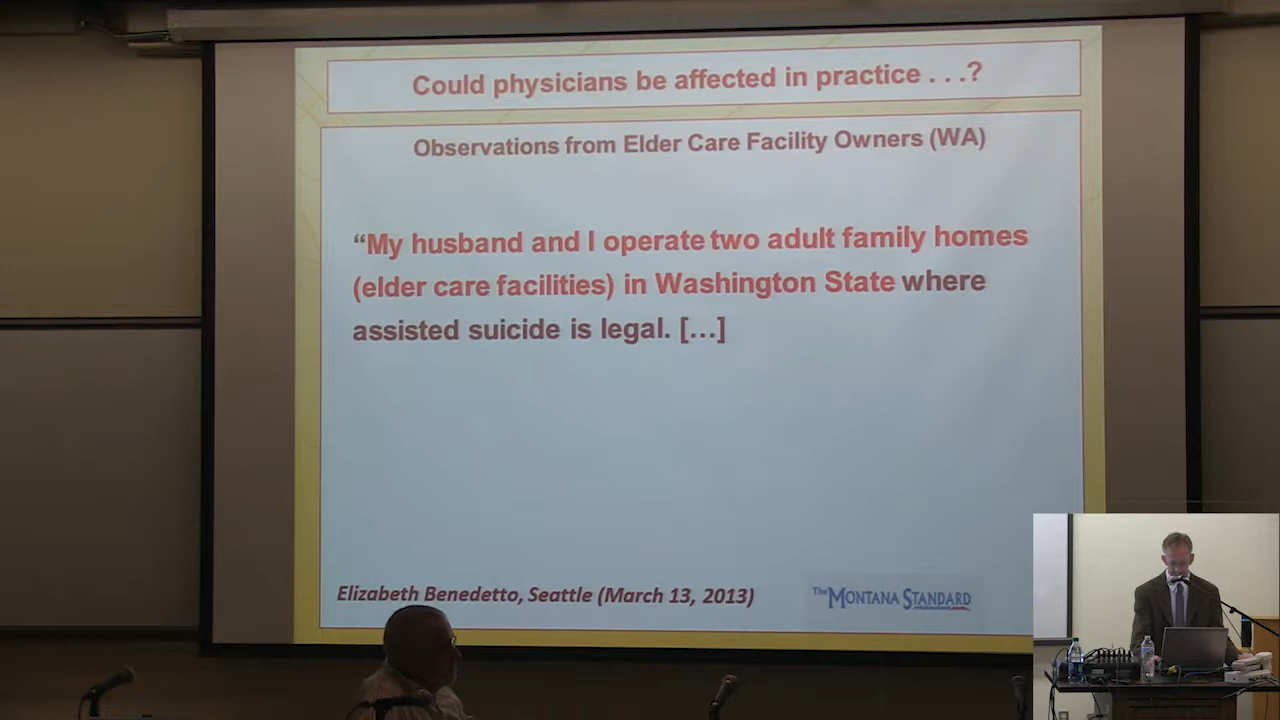 Could physicians be affected in practice . . .?
Observations from Elder Care Facility Owners (WA)
“My husband and I operate two adult family homes
(elder care facilities) in Washington State where
assisted suicide is legal. […]
Elizabeth Benedetto, Seattle (March 13, 2013)
The Montana Standard